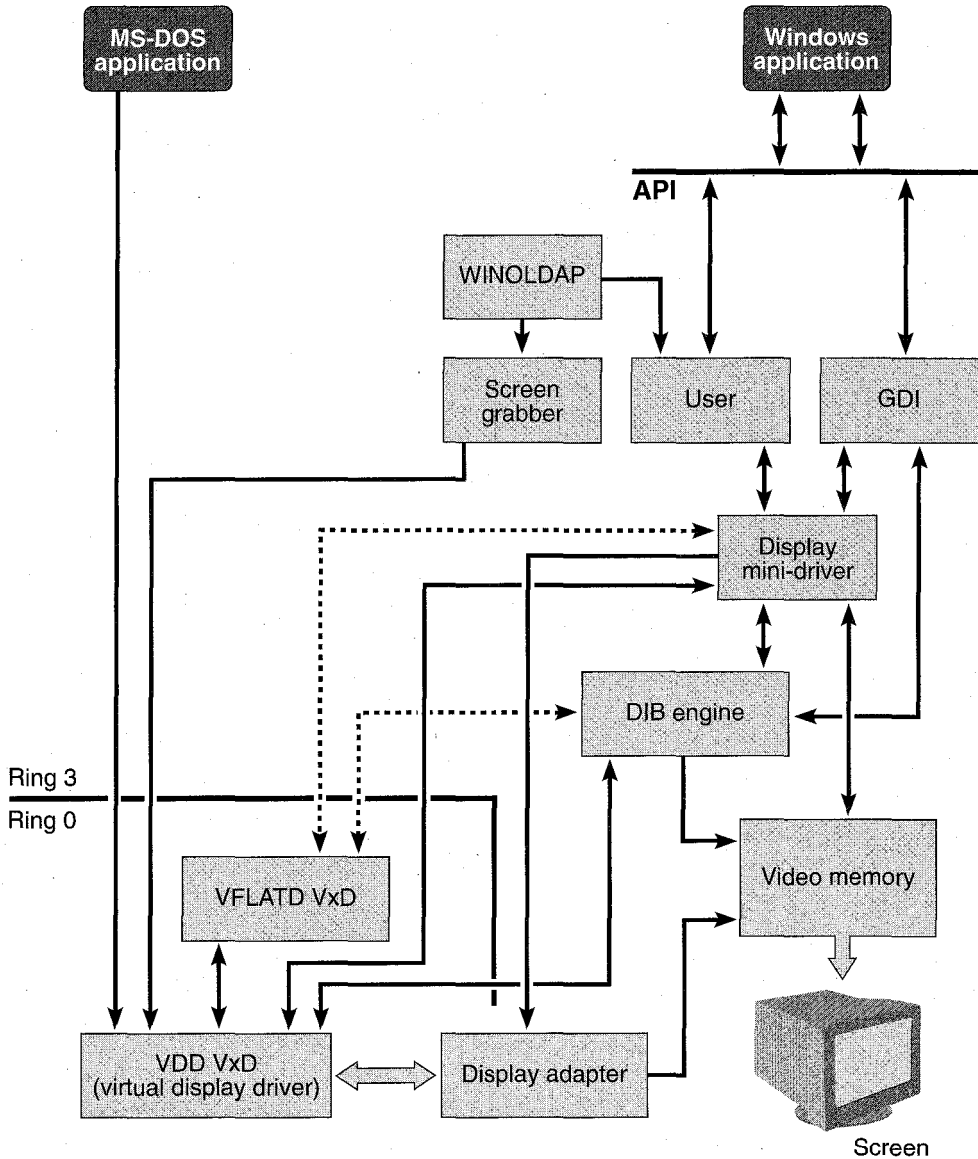 MS-DOS
application
Windows
application
API
WINOLDAP
Screen
grabber
User
GDI
Display
mini-driver
DIB engine
Ring 3
Ring 0
VFLATD VxD
Video memory
VDD VxD
(virtual display driver)
Display adapter
Screen